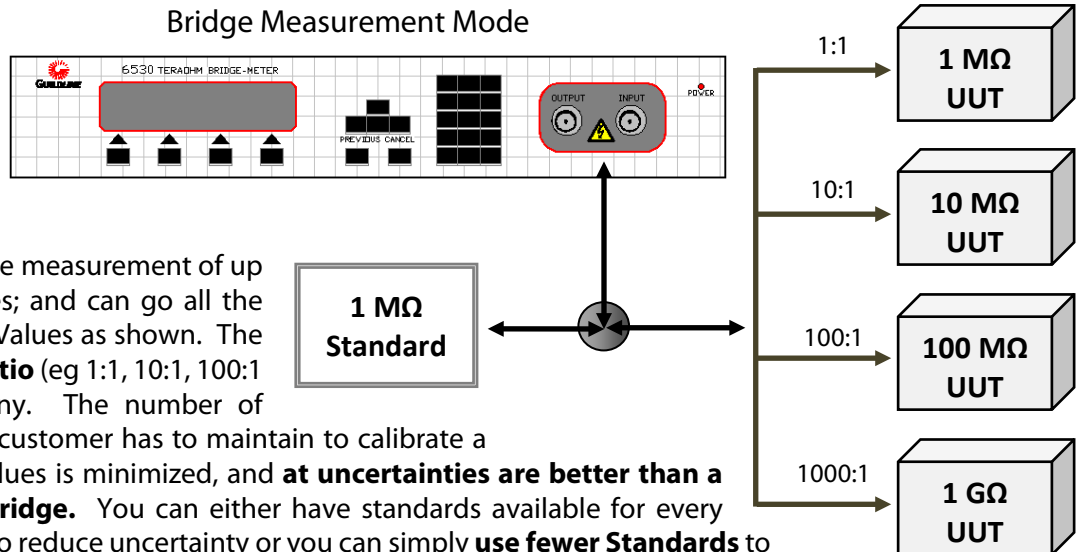 Bridge Measurement Mode
GUILDLINE
6530 TERAOHM BRIDGE-METER
OUTPUT INPUT
POWER
PREVIOUS CANCEL
1:1
1 MΩ
UUT
10:1
10 MΩ
UUT
100:1
100 MΩ
UUT
1000:1
1 GΩ
UUT
1 MΩ
Standard
e measurement of up
s; and can go all the
Values as shown. The
tio (eg 1:1, 10:1, 100:1
ny. The number of
customer has to maintain to calibrate a
lues is minimized, and at uncertainties are better than a
ridge. You can either have standards available for every
o reduce uncertainty or you can simply use fewer Standards to